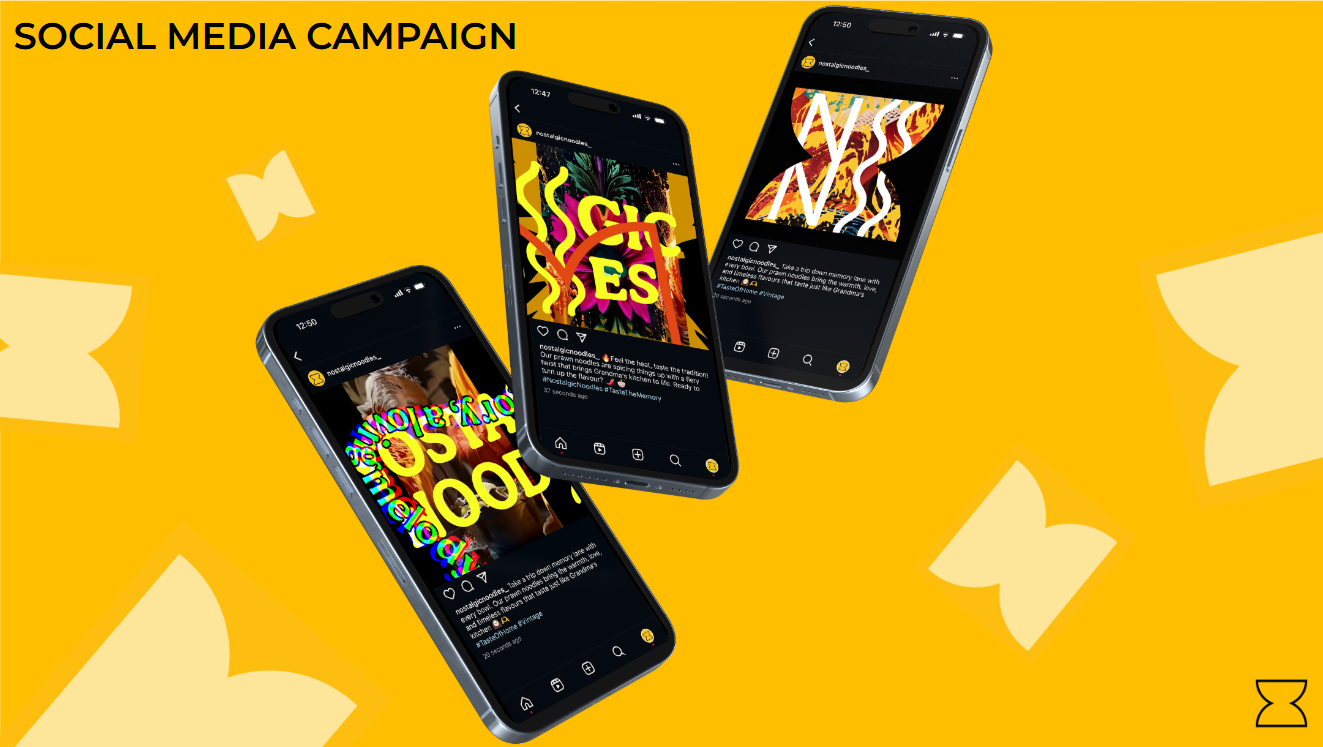 SOCIAL MEDIA CAMPAIGN
12:50
nostalgicnoodles_
nostalgicnoodles_ Take a trip down memory lane with
every bowl. Our prawn noodles bring the warmth, love,
and timeless flavours that taste just like Grandma's
kitchen
#TasteOfHome #Vintage
20 seconds ago
12:47
nostalgicnoodles_
GIC
ES
nostalgicnoodles_ 🔥Feel the heat, taste the tradition!
Our prawn noodles are spicing things up with a fiery
twist that brings Grandma's kitchen to life. Ready to
turn up the flavour? 🌶️
#NostalgicNoodles #TasteTheMemory
37 seconds ago
12:50
nostalgicnoodles_
OSTA
NOOD
nostalgicnoodles_ Take a trip down memory lane with
every bowl. Our prawn noodles bring the warmth, love,
and timeless flavours that taste just like Grandma's
kitchen
#TasteOfHome #Vintage
20 seconds ago